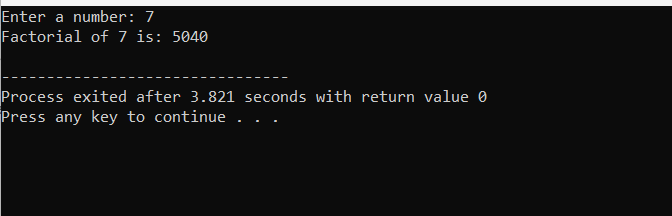 Enter a number: 7
Factorial of 7 is: 5040
--------------------------------
Process exited after 3.821 seconds with return value 0
Press any key to continue . . .